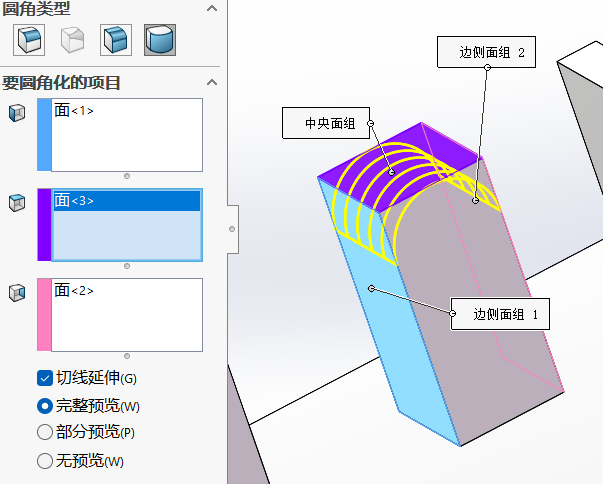 圆角类型
要圆角化的项目
面<1>
面<3>
面<2>
切线延伸(G)
完整预览(W)
部分预览(P)
无预览(W)
边侧面组 2
中央面组
边侧面组 1